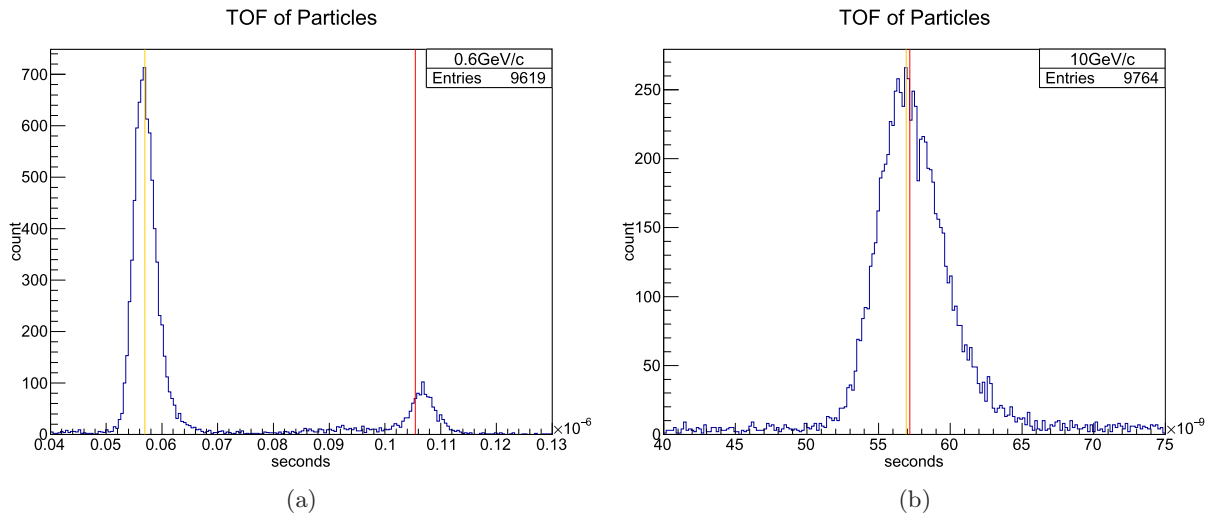 TOF of Particles
0.6GeV/c
Entries 9619
700
600
500
400
300
200
100
0
count
0.04 0.05 0.06 0.07 0.08 0.09 0.1 0.11 0.12 0.13
×10⁻⁶
seconds
(a)
TOF of Particles
10GeV/c
Entries 9764
250
200
150
100
50
0
count
40 45 50 55 60 65 70 75
×10⁻⁹
seconds
(b)